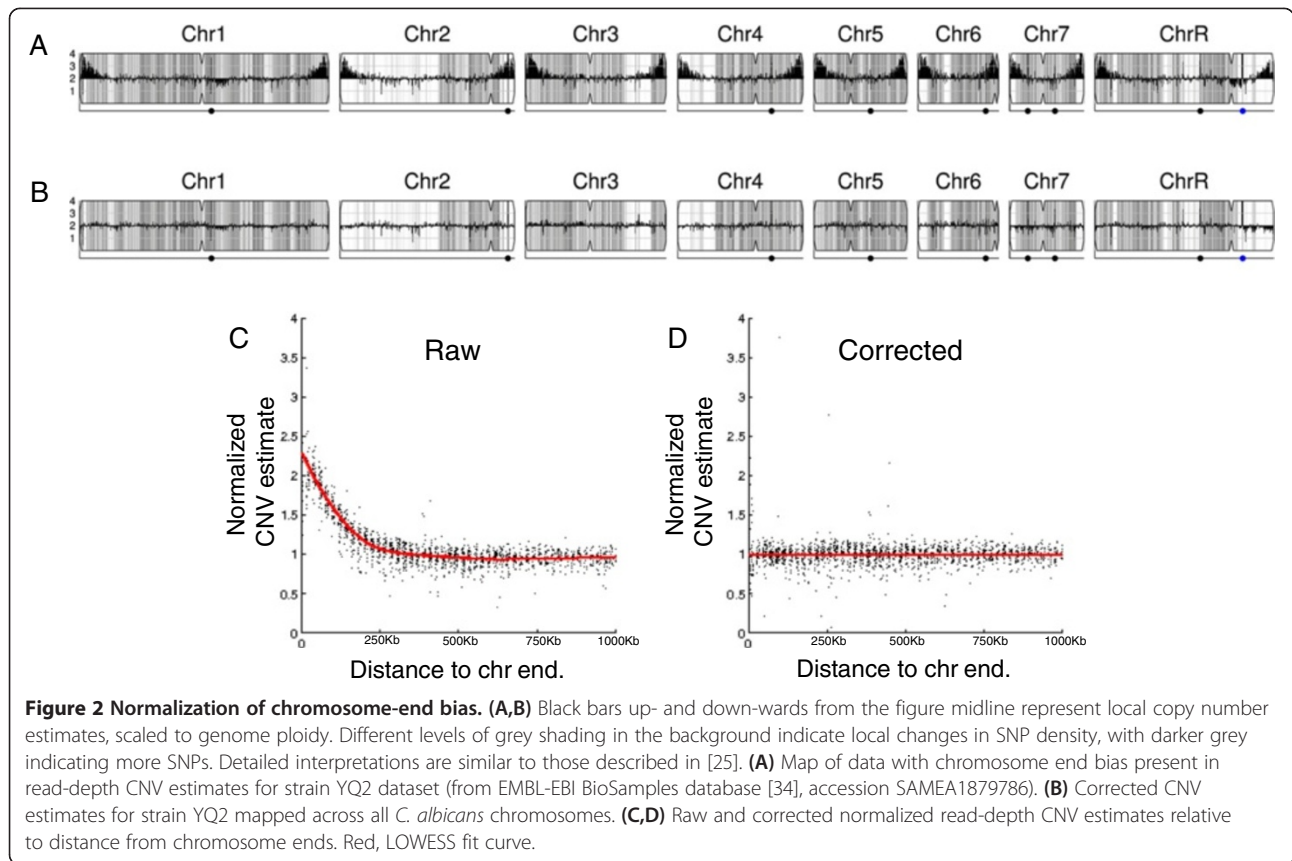 A
Chr1 Chr2 Chr3 Chr4 Chr5 Chr6 Chr7 ChrR
4
3
2
1
B
Chr1 Chr2 Chr3 Chr4 Chr5 Chr6 Chr7 ChrR
4
3
2
1
C Raw
Normalized
CNV estimate
4
3.5
3
2.5
2
1.5
1
0.5
0
0 250Kb 500Kb 750Kb 1000Kb
Distance to chr end.
D Corrected
Normalized
CNV estimate
4
3.5
3
2.5
2
1.5
1
0.5
0
0 250Kb 500Kb 750Kb 1000Kb
Distance to chr end.
Figure 2 Normalization of chromosome-end bias. (A,B) Black bars up- and down-wards from the figure midline represent local copy number
estimates, scaled to genome ploidy. Different levels of grey shading in the background indicate local changes in SNP density, with darker grey
indicating more SNPs. Detailed interpretations are similar to those described in [25]. (A) Map of data with chromosome end bias present in
read-depth CNV estimates for strain YQ2 dataset (from EMBL-EBI BioSamples database [34], accession SAMEA1879786). (B) Corrected CNV
estimates for strain YQ2 mapped across all C. albicans chromosomes. (C,D) Raw and corrected normalized read-depth CNV estimates relative
to distance from chromosome ends. Red, LOWESS fit curve.